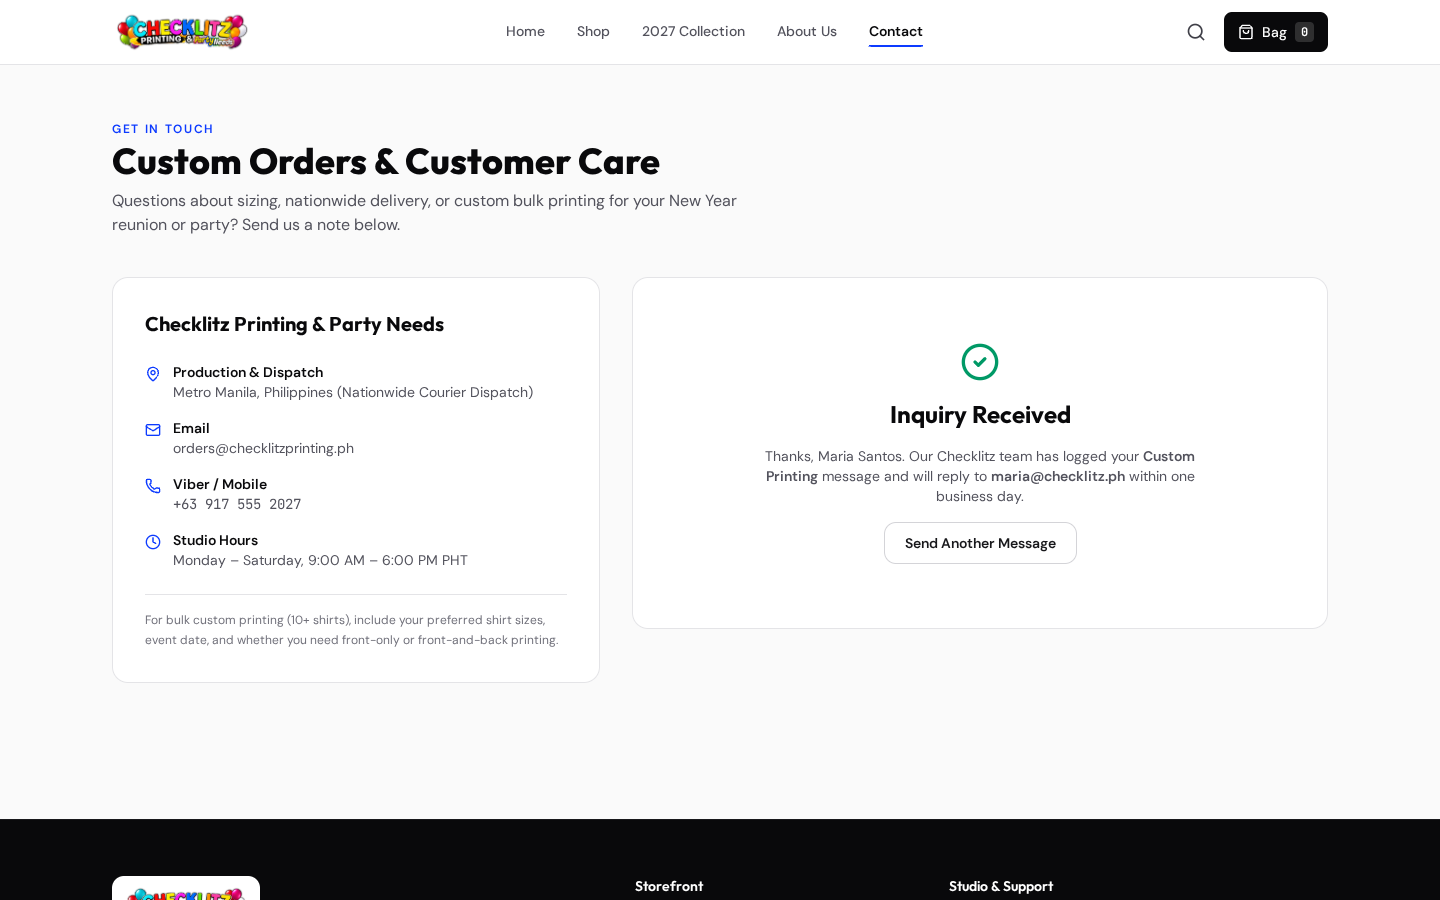 CHECKLITZ
PRINTING & Party Needs
Home
Shop
2027 Collection
About Us
Contact
Bag
0
GET IN TOUCH
Custom Orders & Customer Care
Questions about sizing, nationwide delivery, or custom bulk printing for your New Year
reunion or party? Send us a note below.
Checklitz Printing & Party Needs
Production & Dispatch
Metro Manila, Philippines (Nationwide Courier Dispatch)
Email
orders@checklitzprinting.ph
Viber / Mobile
+63 917 555 2027
Studio Hours
Monday – Saturday, 9:00 AM – 6:00 PM PHT
For bulk custom printing (10+ shirts), include your preferred shirt sizes,
event date, and whether you need front-only or front-and-back printing.
Inquiry Received
Thanks, Maria Santos. Our Checklitz team has logged your Custom
Printing message and will reply to maria@checklitz.ph within one
business day.
Send Another Message
CHECKLITZ
Storefront
Studio & Support